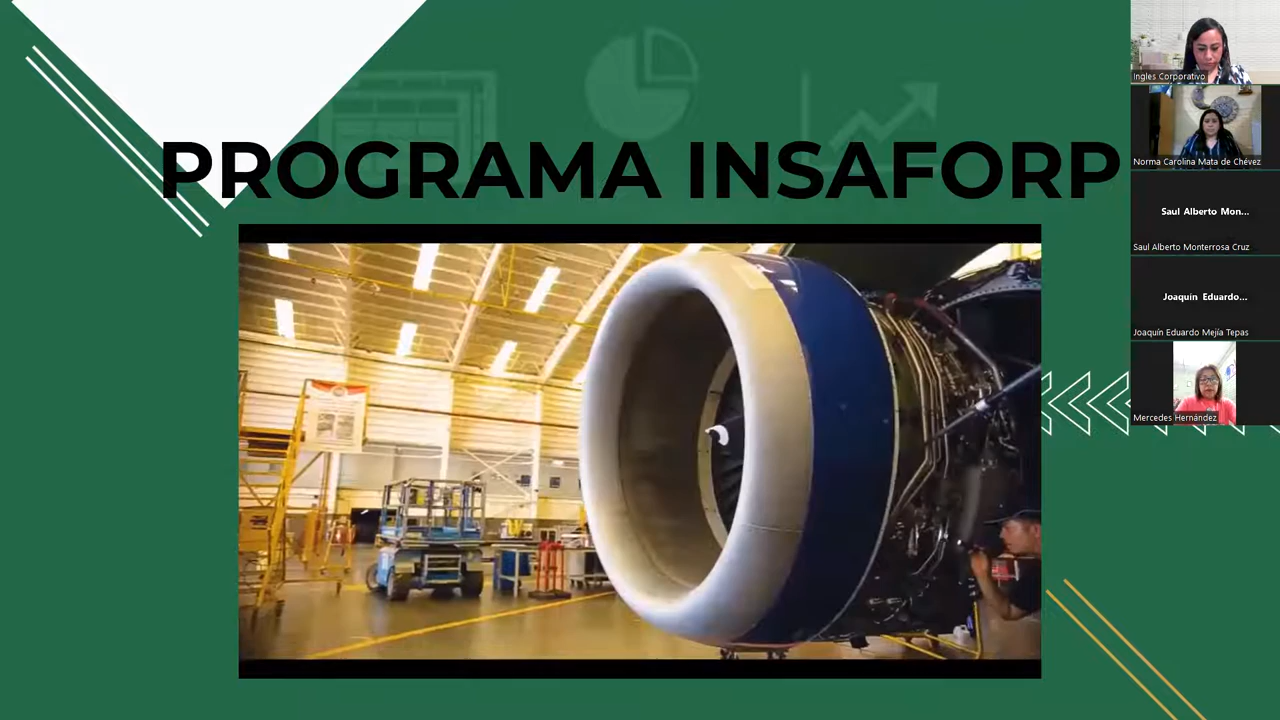 PROGRAMA INSAFORP
Ingles Corporativo
Norma Carolina Mata de Chévez
Saul Alberto Mon...
Saul Alberto Monterrosa Cruz
Joaquín Eduardo...
Joaquín Eduardo Mejía Tepas
Mercedes Hernández